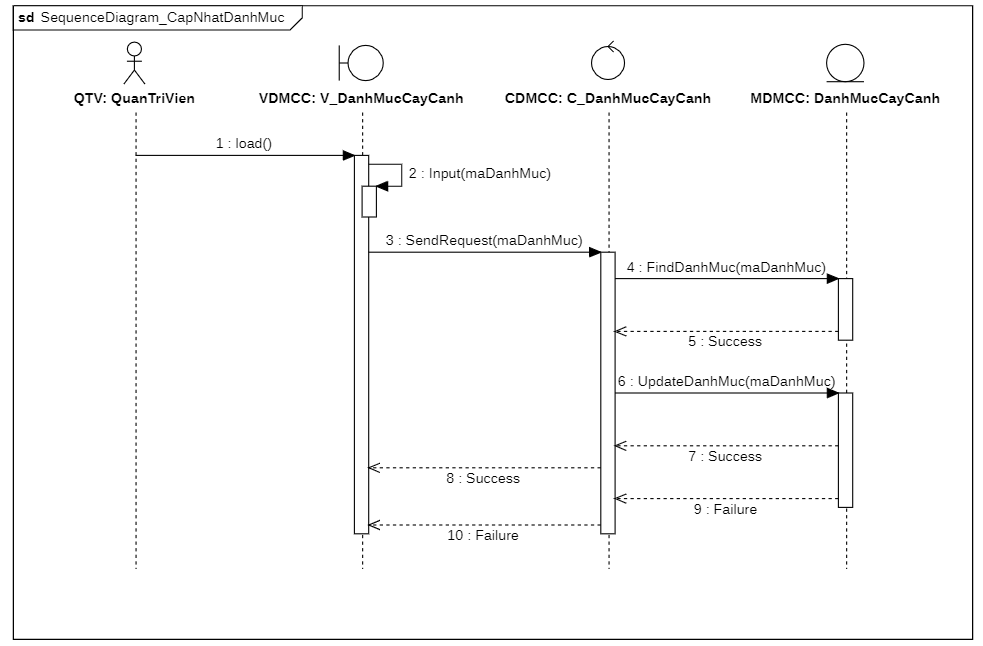 sd SequenceDiagram_CapNhatDanhMuc
QTV: QuanTriVien
VDMCC: V_DanhMucCayCanh
CDMCC: C_DanhMucCayCanh
MDMCC: DanhMucCayCanh
1 : load()
2 : Input(maDanhMuc)
3 : SendRequest(maDanhMuc)
4 : FindDanhMuc(maDanhMuc)
5 : Success
6 : UpdateDanhMuc(maDanhMuc)
7 : Success
8 : Success
9 : Failure
10 : Failure